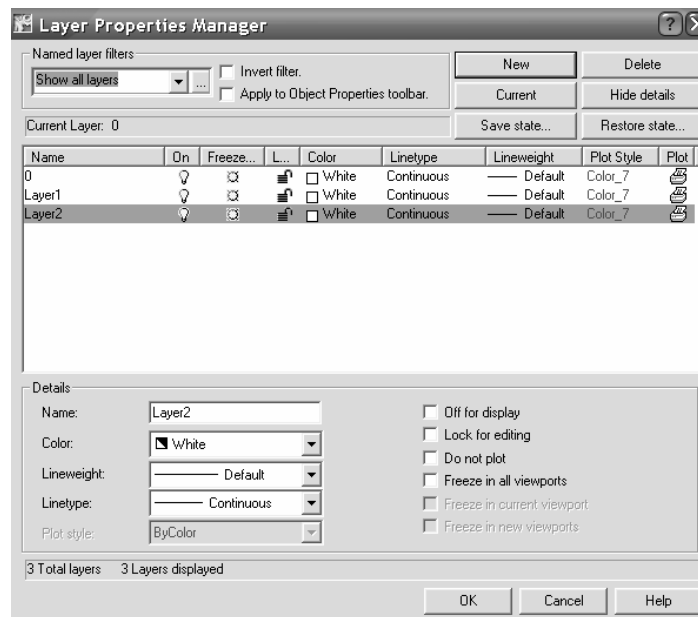 Layer Properties Manager
Named layer filters
Show all layers
...
Invert filter.
Apply to Object Properties toolbar.
New
Delete
Current
Hide details
Current Layer: 0
Save state...
Restore state...
Name On Freeze... L... Color Linetype Lineweight Plot Style Plot
0 White Continuous Default Color_7
Layer1 White Continuous Default Color_7
Layer2 White Continuous Default Color_7
Details
Name: Layer2
Color: White
Lineweight: Default
Linetype: Continuous
Plot style: ByColor
Off for display
Lock for editing
Do not plot
Freeze in all viewports
Freeze in current viewport
Freeze in new viewports
3 Total layers 3 Layers displayed
OK Cancel Help